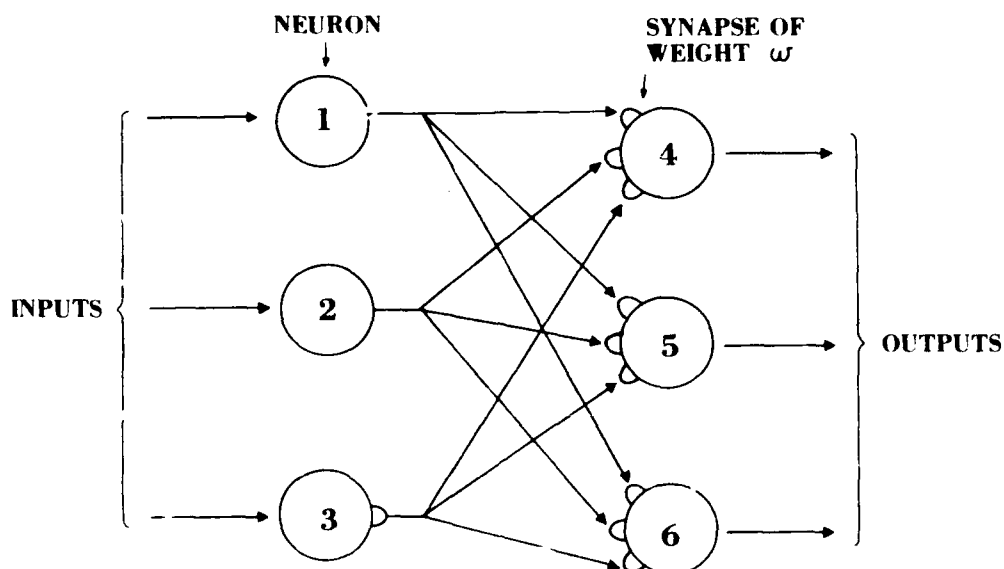 NEURON
SYNAPSE OF
WEIGHT ω
1
4
INPUTS
2
5
OUTPUTS
3
6